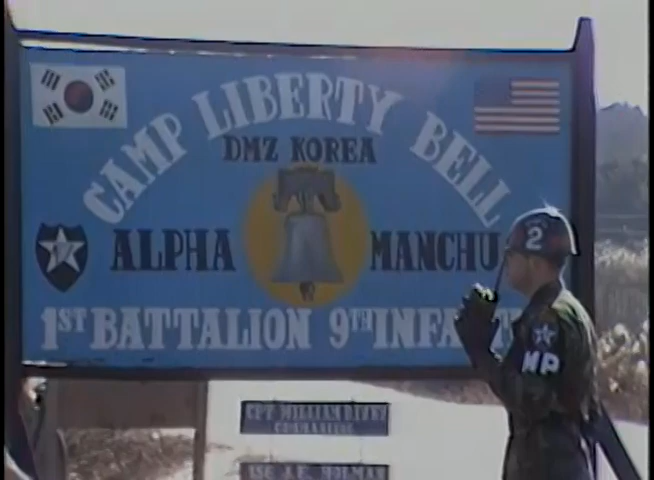 CAMP LIBERTY BELL
DMZ KOREA
ALPHA MANCHU
1ST BATTALION 9TH INFA
2
MP
CPT WILLIAM
COMMANDING